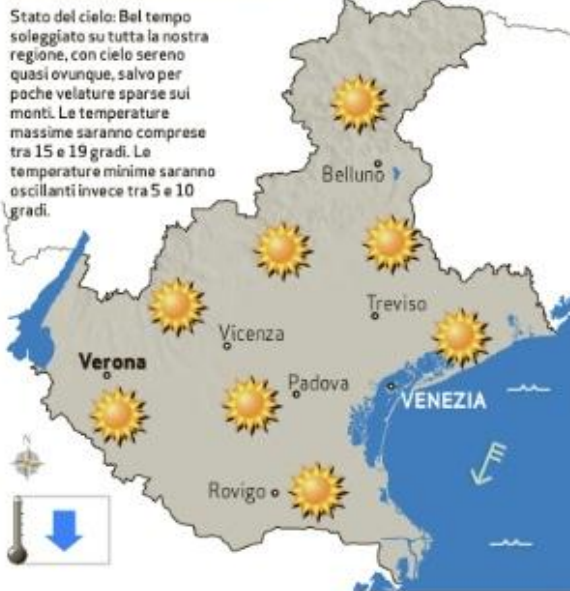 Stato del cielo: Bel tempo
soleggiato su tutta la nostra
regione, con cielo sereno
quasi ovunque, salvo per
poche velature sparse sui
monti. Le temperature
massime saranno comprese
tra 15 e 19 gradi. Le
temperature minime saranno
oscillanti invece tra 5 e 10
gradi.
Belluno
Treviso
Vicenza
Verona
Padova
VENEZIA
N
Rovigo